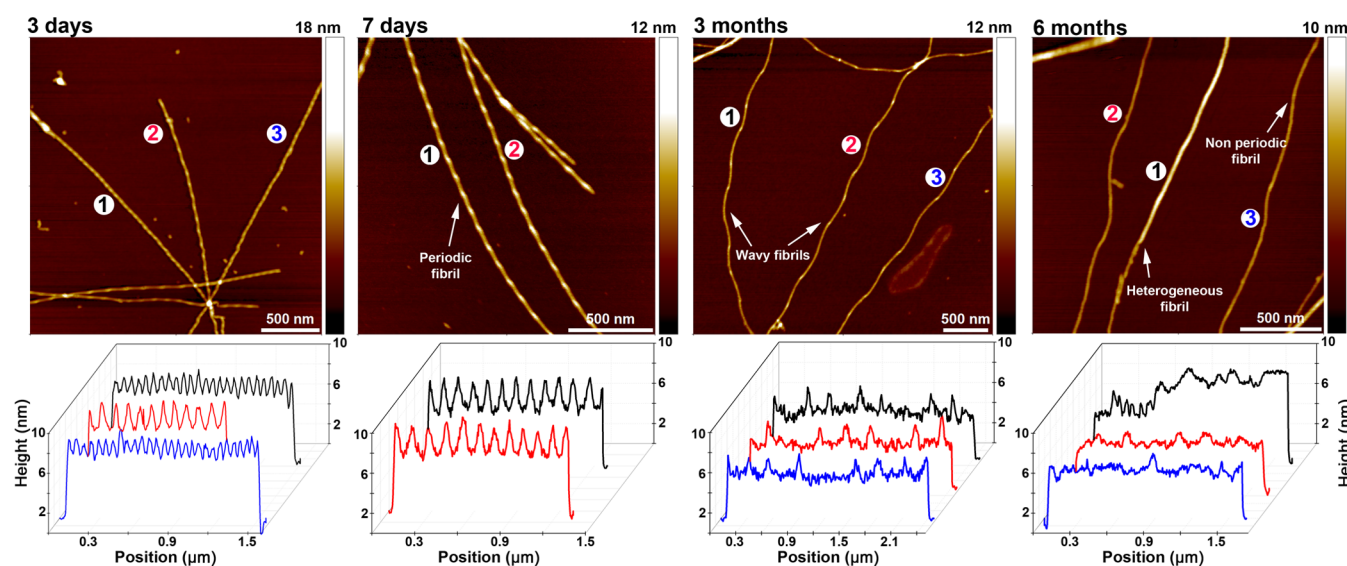 3 days
18 nm
7 days
12 nm
3 months
12 nm
6 months
10 nm
1
2
3
500 nm
1
2
Periodic
fibril
500 nm
1
2
3
Wavy fibrils
500 nm
2
1
3
Non periodic
fibril
Heterogeneous
fibril
500 nm
10
6
2
Height (nm)
10
6
2
0.3
0.9
1.5
Position (µm)
10
6
2
10
6
2
0.3
0.9
1.5
Position (µm)
10
6
2
10
6
2
0.3
0.9
1.5
2.1
Position (µm)
10
6
2
10
6
2
0.3
0.9
1.5
Position (µm)
Height (nm)